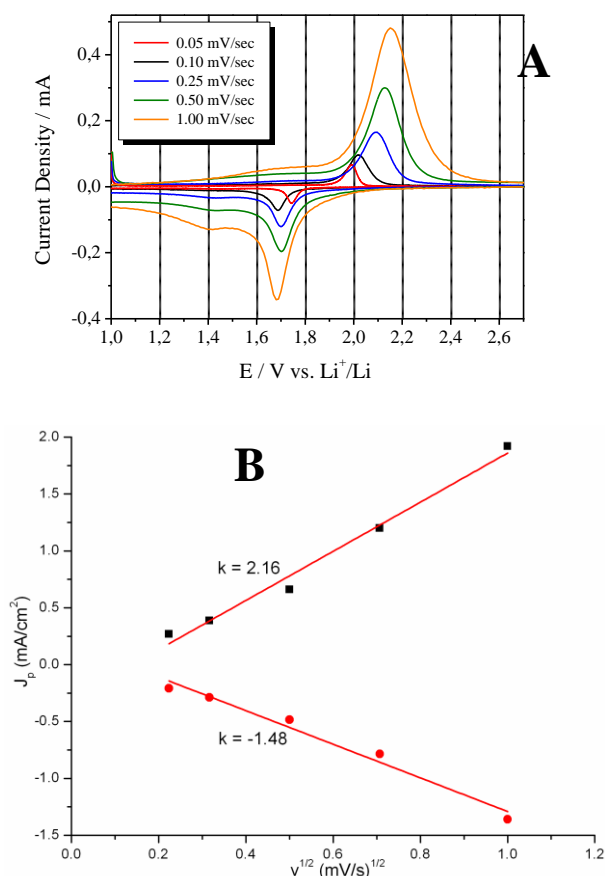 A
0.05 mV/sec
0.10 mV/sec
0.25 mV/sec
0.50 mV/sec
1.00 mV/sec
0,4
0,2
0,0
-0,2
-0,4
Current Density / mA
1,0 1,2 1,4 1,6 1,8 2,0 2,2 2,4 2,6
E / V vs. Li⁺/Li
B
2.0
1.5
1.0
0.5
0.0
-0.5
-1.0
-1.5
J_p (mA/cm²)
k = 2.16
k = -1.48
0.0 0.2 0.4 0.6 0.8 1.0 1.2
v^1/2 (mV/s)^1/2